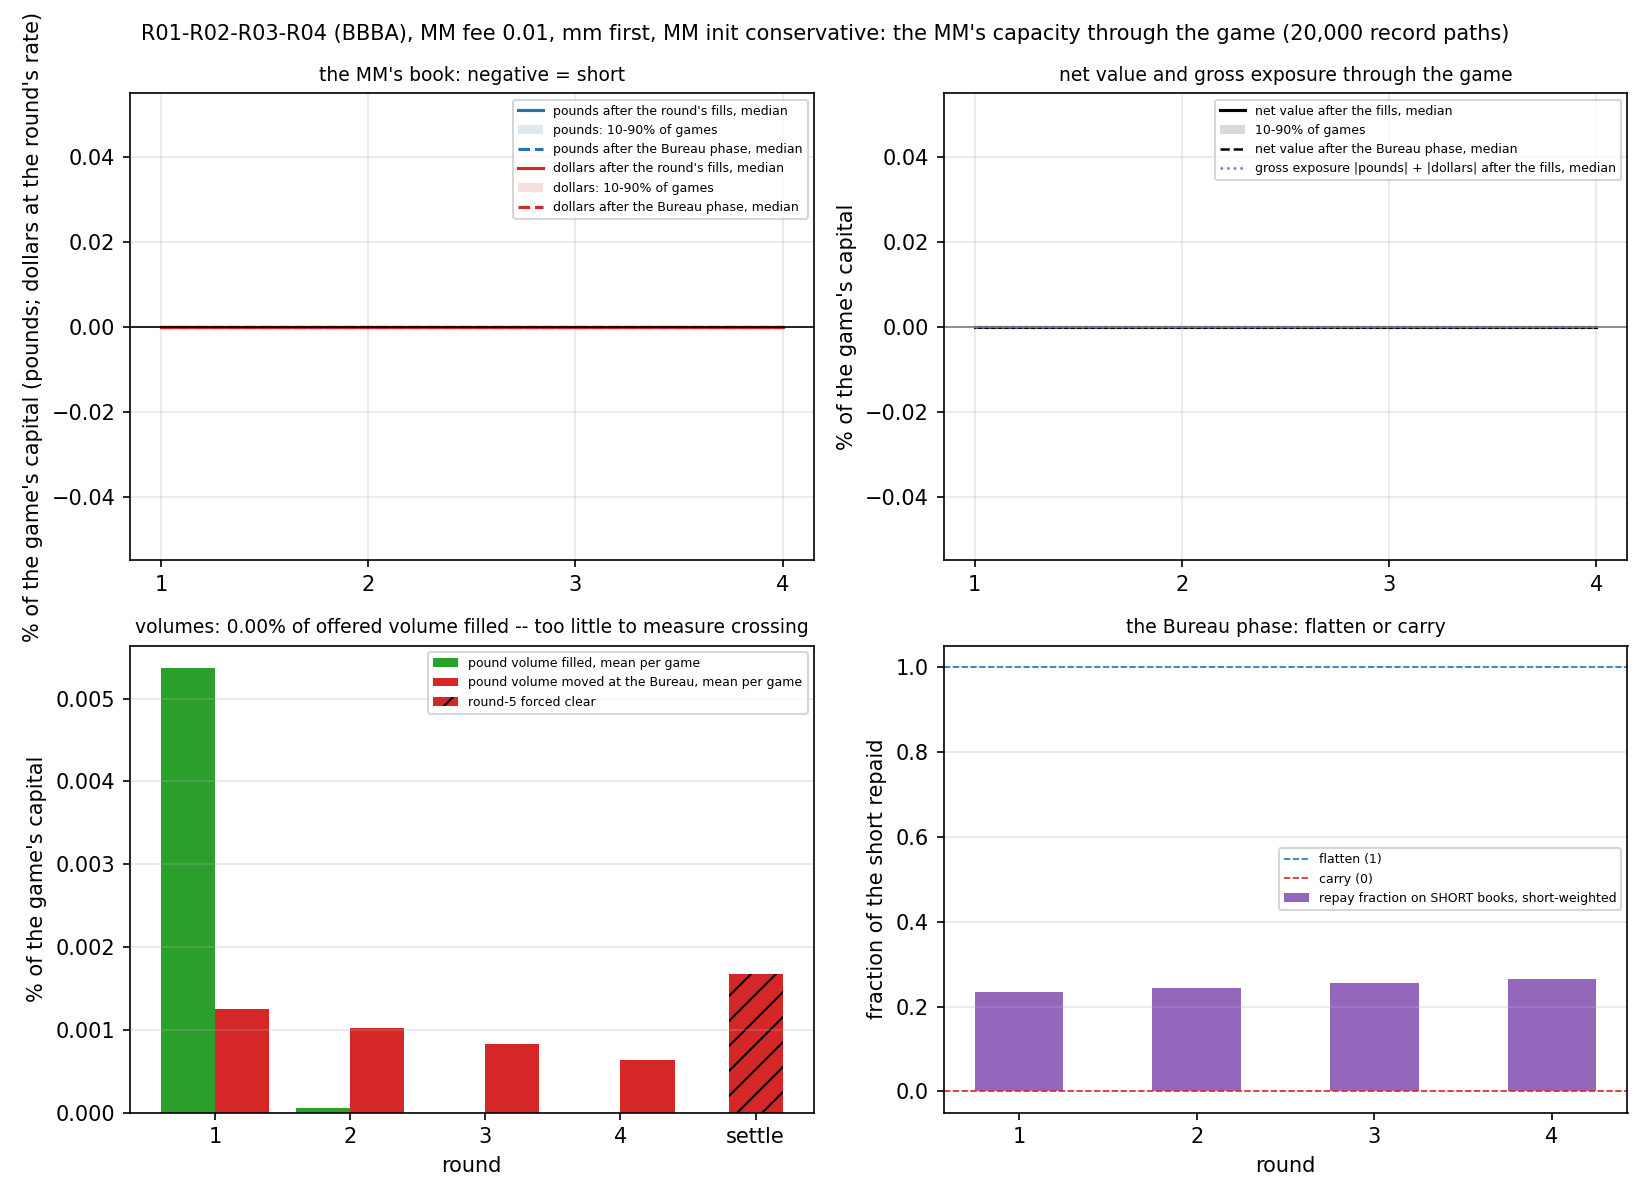 R01-R02-R03-R04 (BBBA), MM fee 0.01, mm first, MM init conservative: the MM's capacity through the game (20,000 record paths)
the MM's book: negative = short
% of the game's capital (pounds; dollars at the round's rate)
0.04
0.02
0.00
−0.02
−0.04
1
2
3
4
pounds after the round's fills, median
pounds: 10-90% of games
pounds after the Bureau phase, median
dollars after the round's fills, median
dollars: 10-90% of games
dollars after the Bureau phase, median
net value and gross exposure through the game
% of the game's capital
0.04
0.02
0.00
−0.02
−0.04
1
2
3
4
net value after the fills, median
10-90% of games
net value after the Bureau phase, median
gross exposure |pounds| + |dollars| after the fills, median
volumes: 0.00% of offered volume filled -- too little to measure crossing
% of the game's capital
0.005
0.004
0.003
0.002
0.001
0.000
1
2
3
4
settle
round
pound volume filled, mean per game
pound volume moved at the Bureau, mean per game
round-5 forced clear
the Bureau phase: flatten or carry
fraction of the short repaid
1.0
0.8
0.6
0.4
0.2
0.0
1
2
3
4
round
flatten (1)
carry (0)
repay fraction on SHORT books, short-weighted